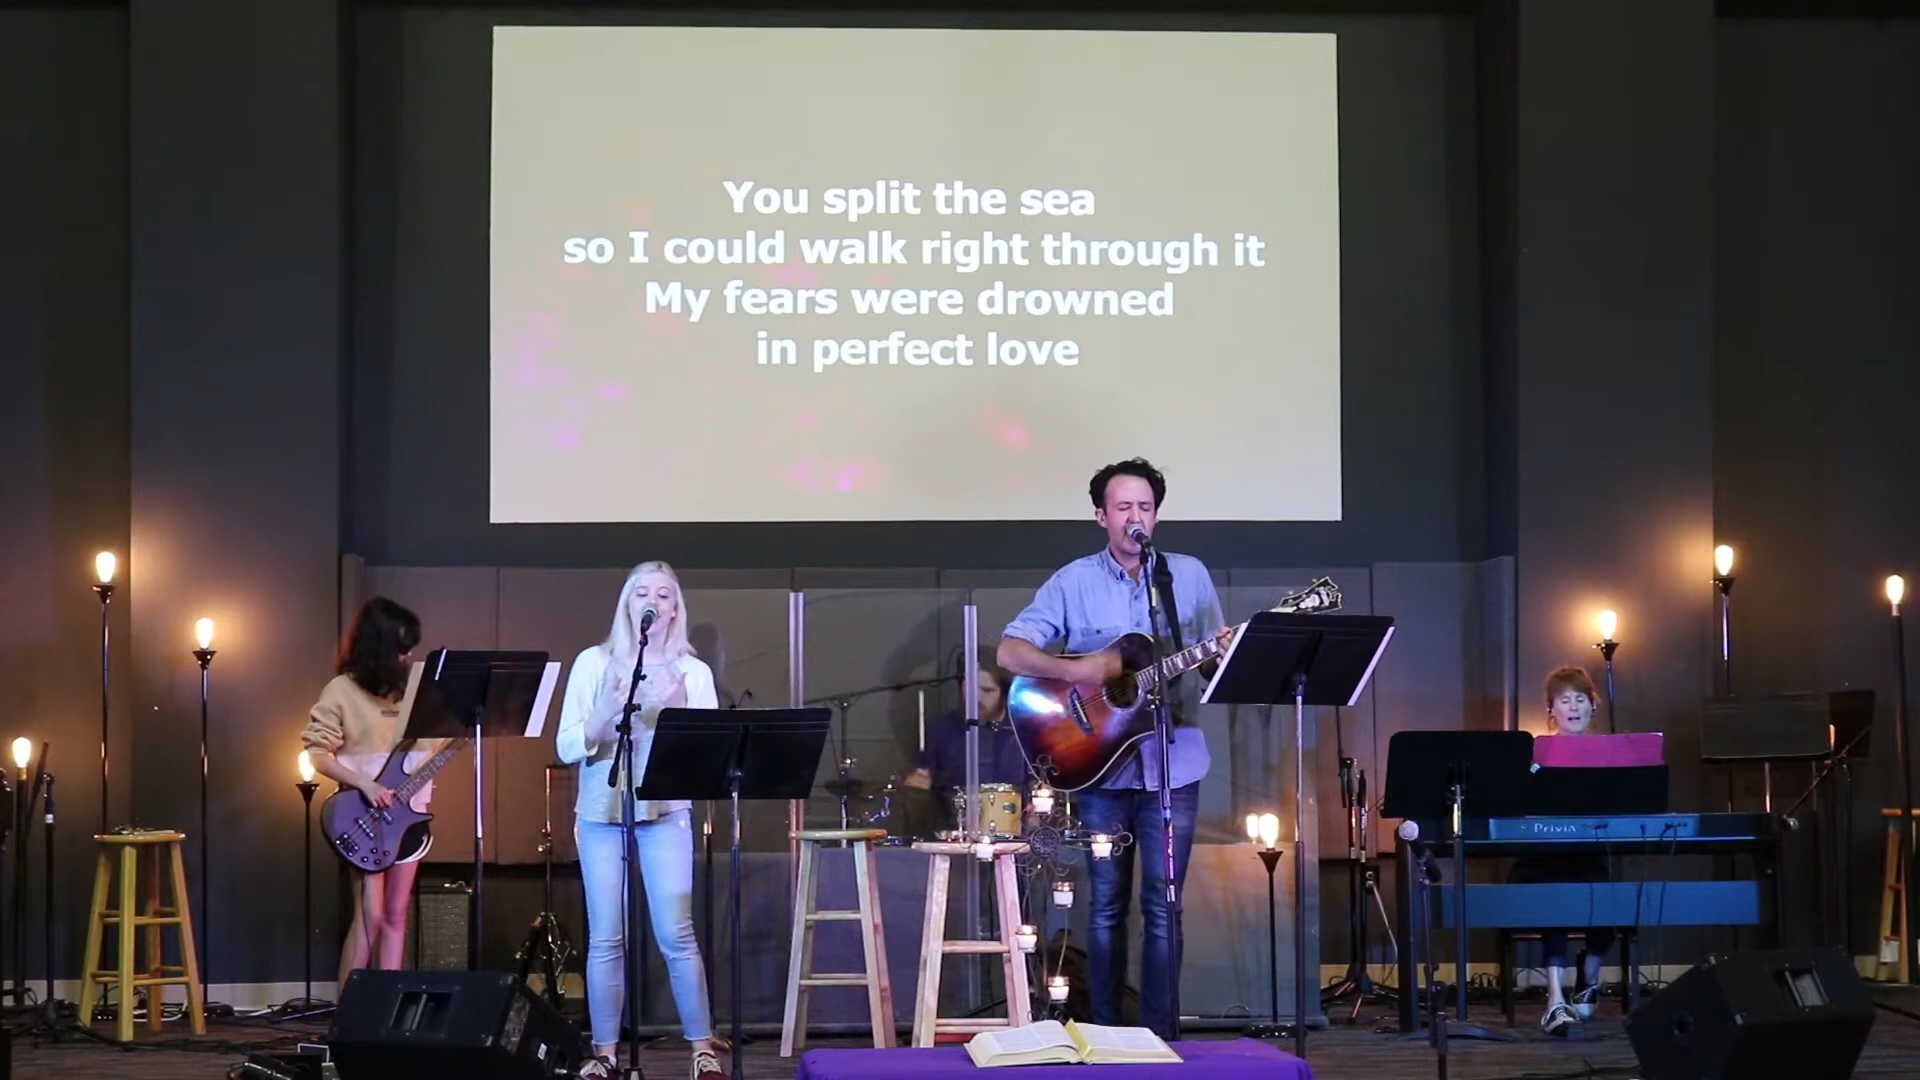 You split the sea
so I could walk right through it
My fears were drowned
in perfect love
Privia